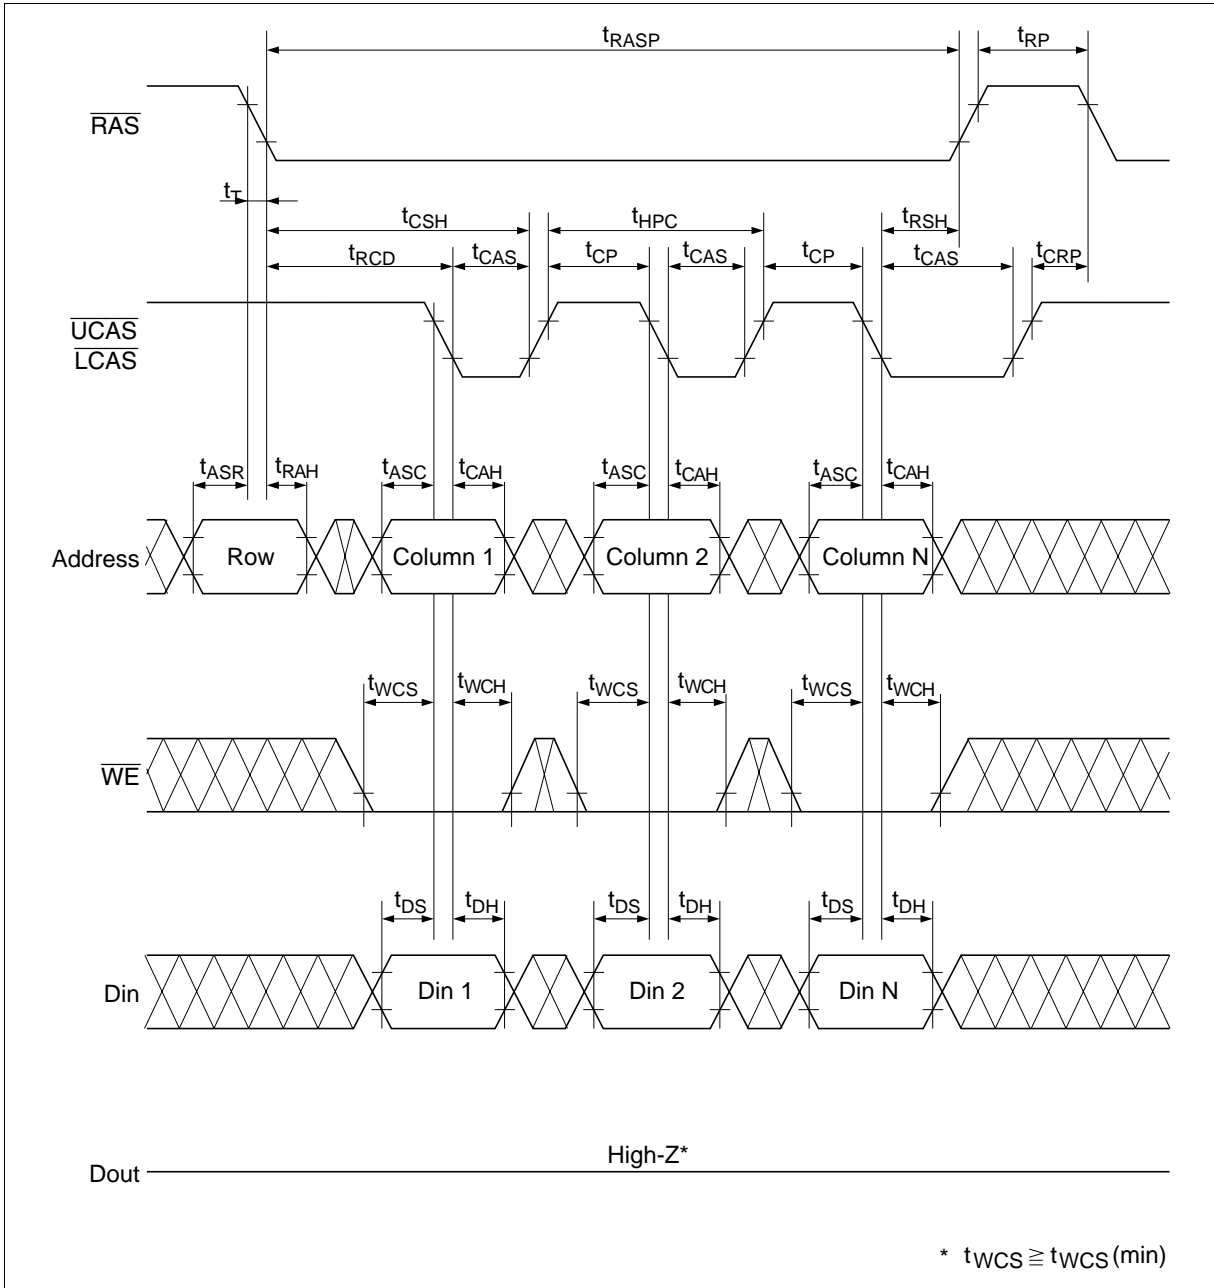 tRASP tRP
RAS
tT
tCSH tHPC tRSH
tRCD tCAS tCP tCAS tCP tCAS tCRP
UCAS
LCAS
tASR tRAH tASC tCAH tASC tCAH tASC tCAH
Address Row Column 1 Column 2 Column N
tWCS tWCH tWCS tWCH tWCS tWCH
WE
tDS tDH tDS tDH tDS tDH
Din Din 1 Din 2 Din N
High-Z*
Dout
* tWCS ≧ tWCS (min)